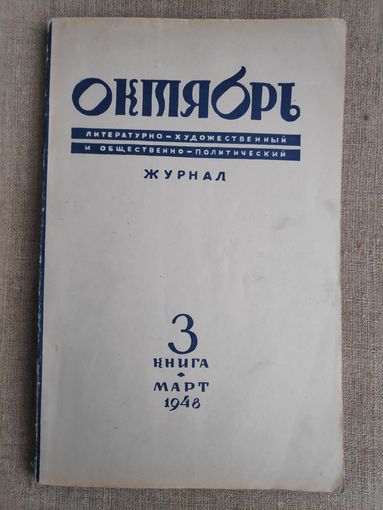 ОКТЯБРЬ
ЛИТЕРАТУРНО-ХУДОЖЕСТВЕННЫЙ
И ОБЩЕСТВЕННО-ПОЛИТИЧЕСКИЙ
ЖУРНАЛ
3
КНИГА
МАРТ
1948